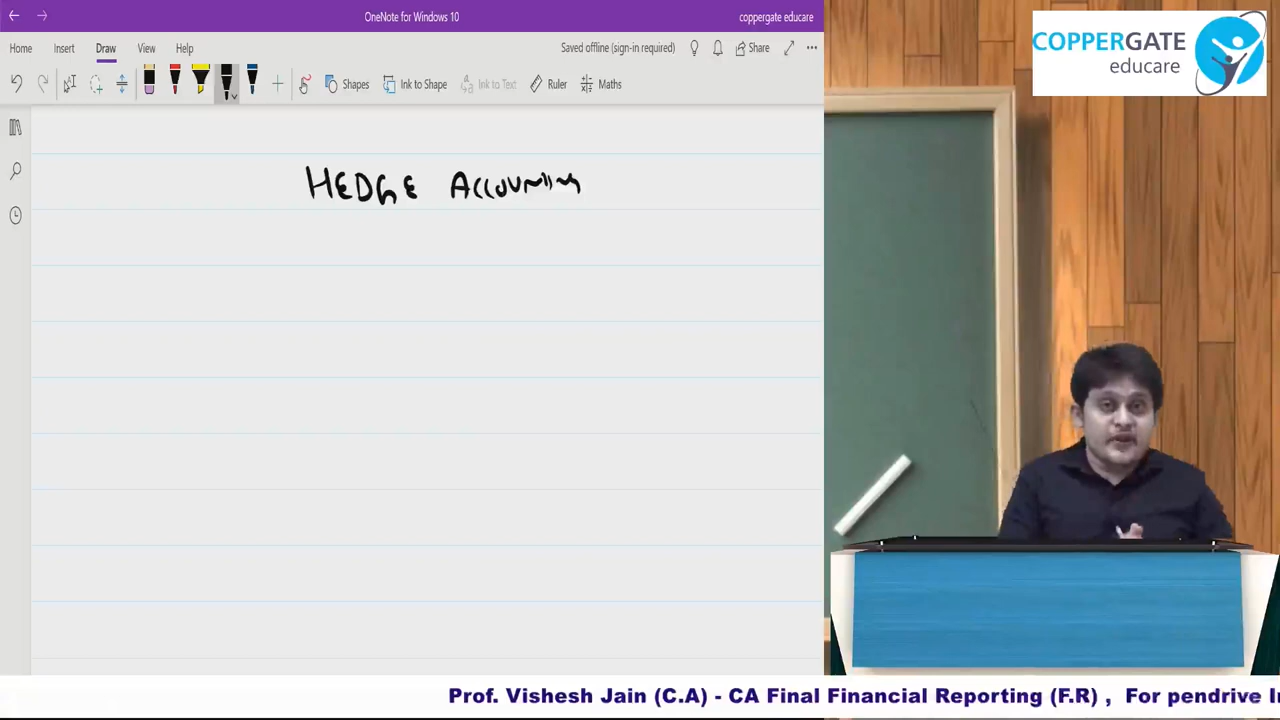 OneNote for Windows 10
coppergate educare
Home Insert Draw View Help
Saved offline (sign-in required) Share
Shapes Ink to Shape Ink to Text Ruler Maths
HEDGE Accounting
COPPERGATE
educare
Prof. Vishesh Jain (C.A) - CA Final Financial Reporting (F.R) , For pendrive